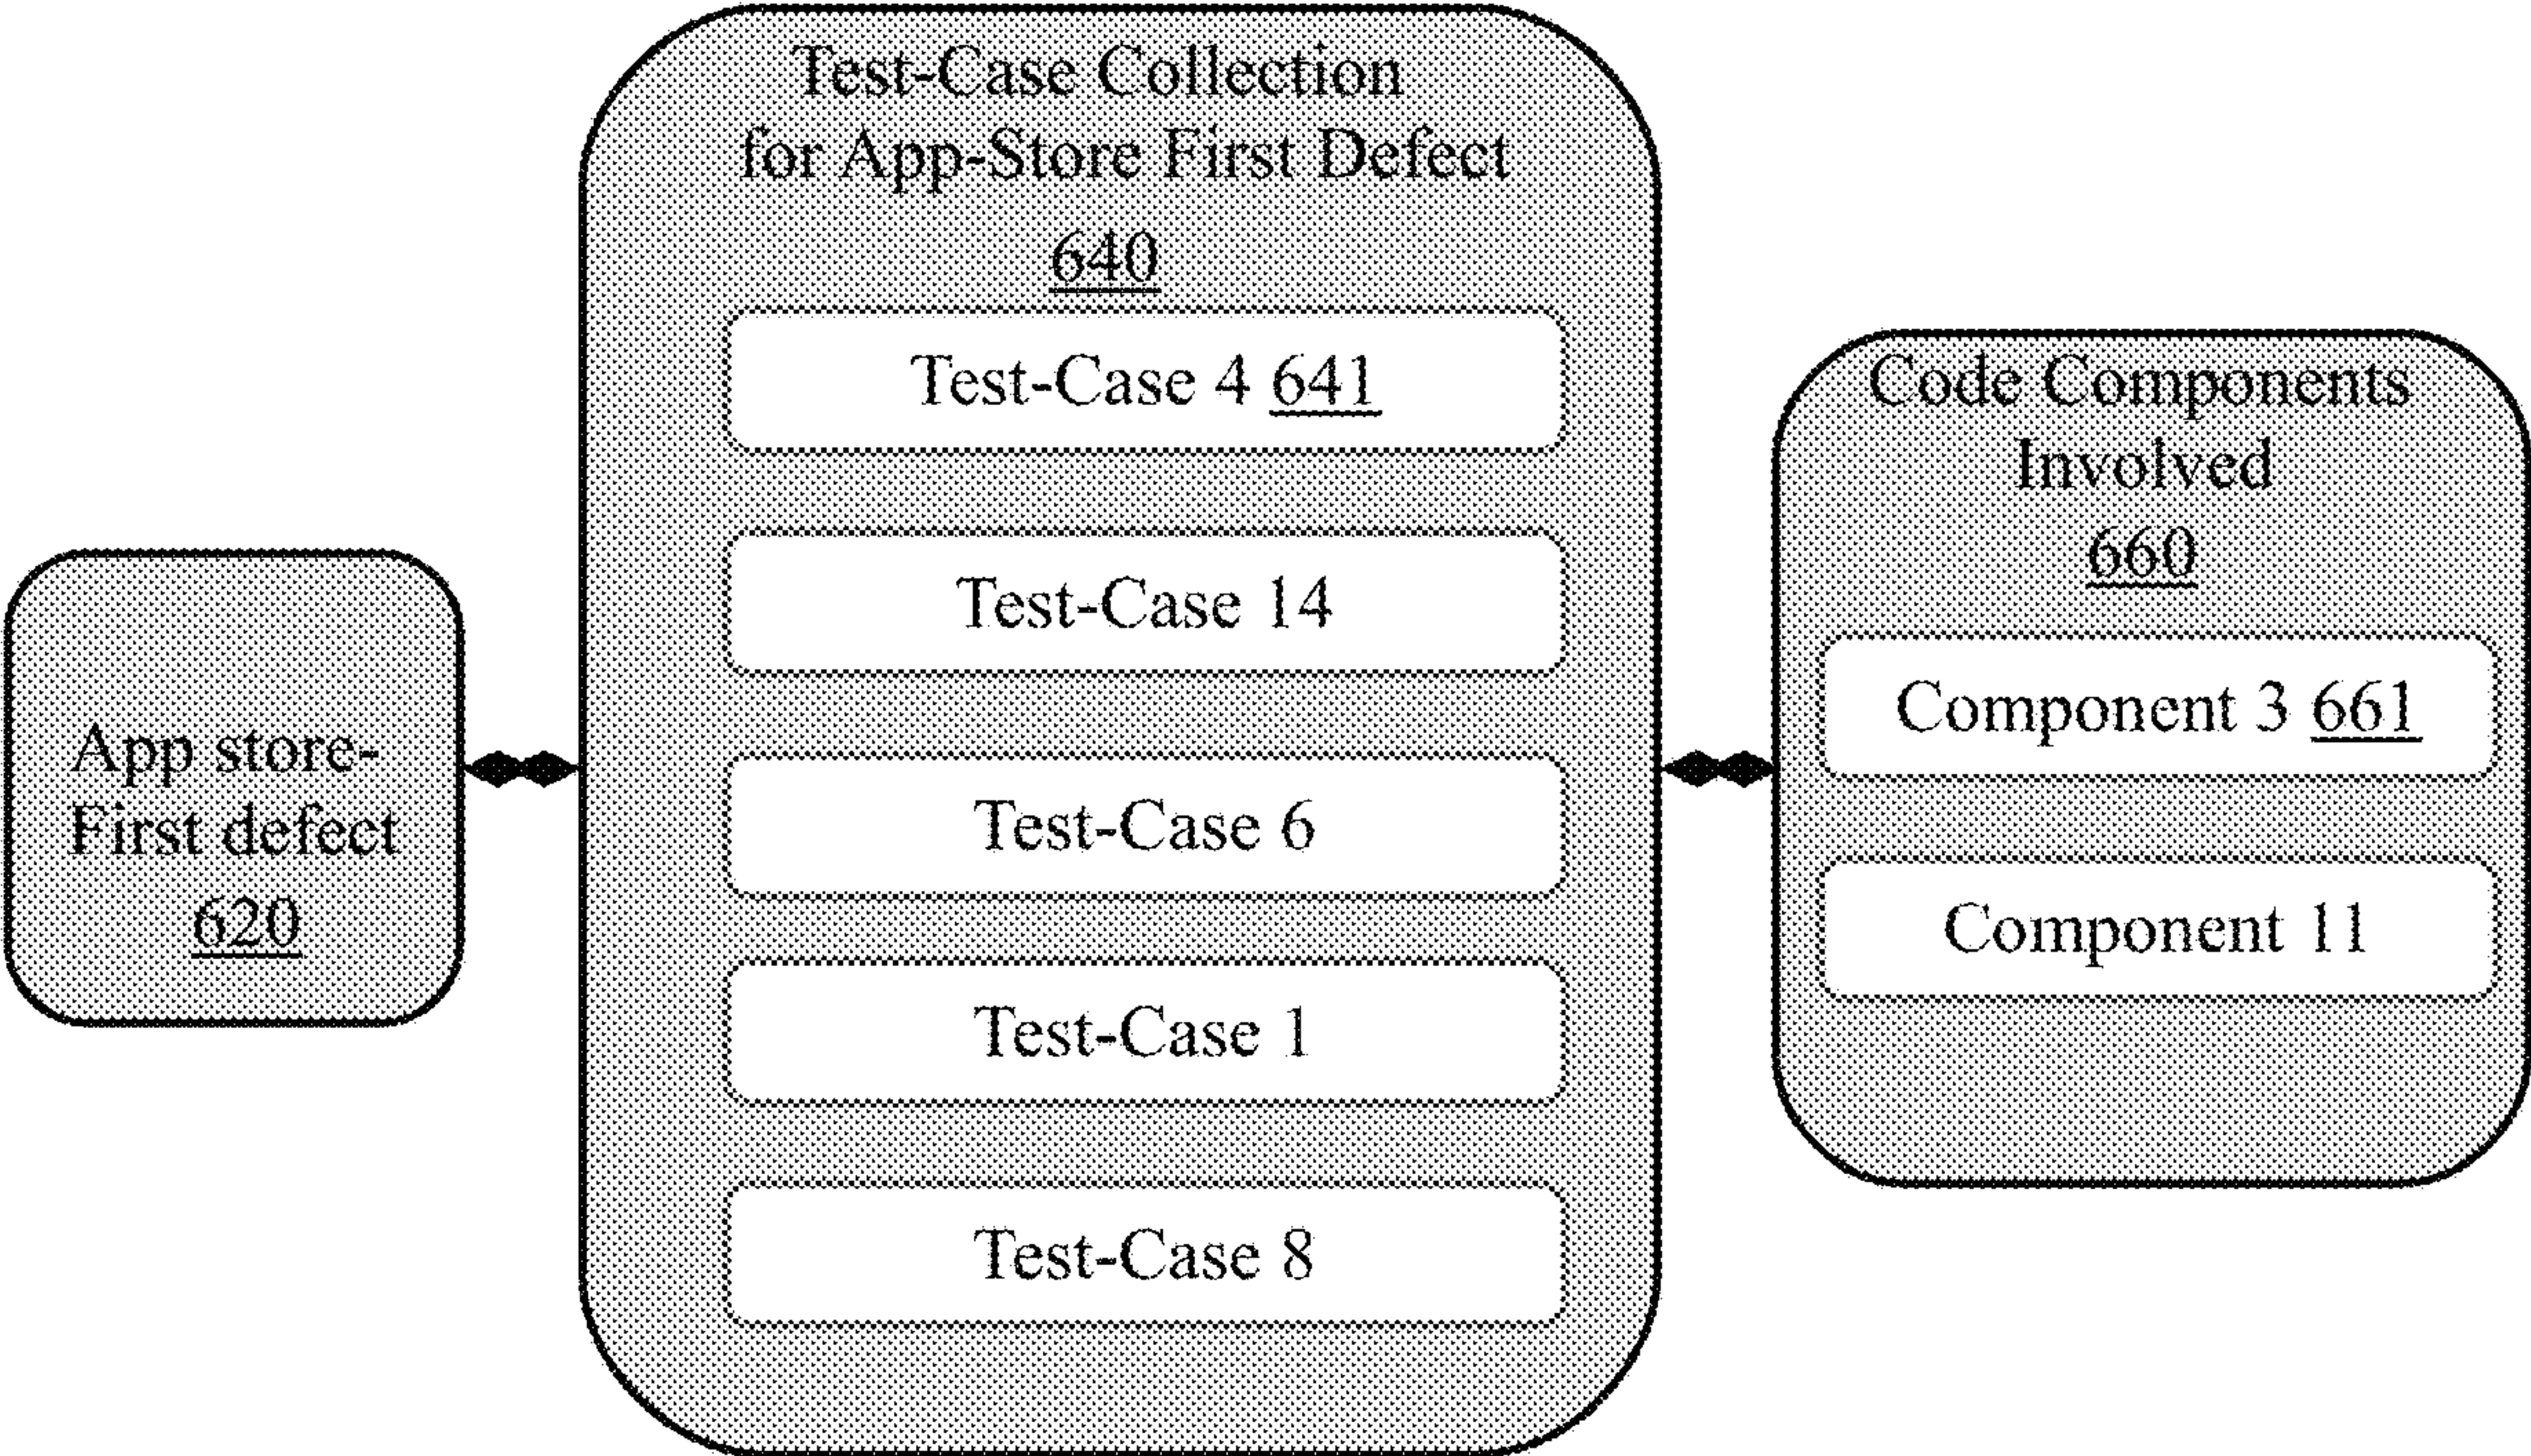 Test-Case Collection
for App-Store First Defect
640
Test-Case 4 641
Test-Case 14
Test-Case 6
Test-Case 1
Test-Case 8
App store-
First defect
620
Code Components
Involved
660
Component 3 661
Component 11